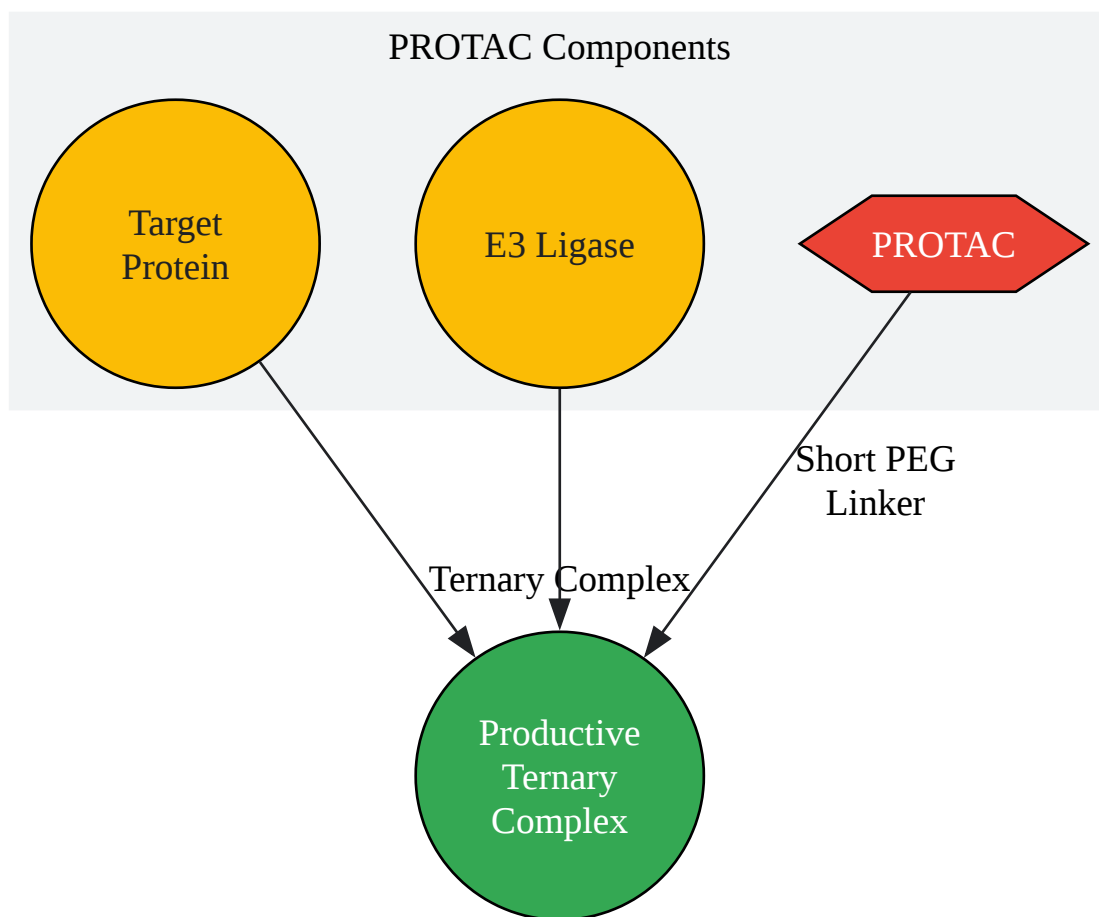 PROTAC Components
Target
Protein
E3 Ligase
PROTAC
Short PEG
Linker
Ternary Complex
Productive
Ternary
Complex